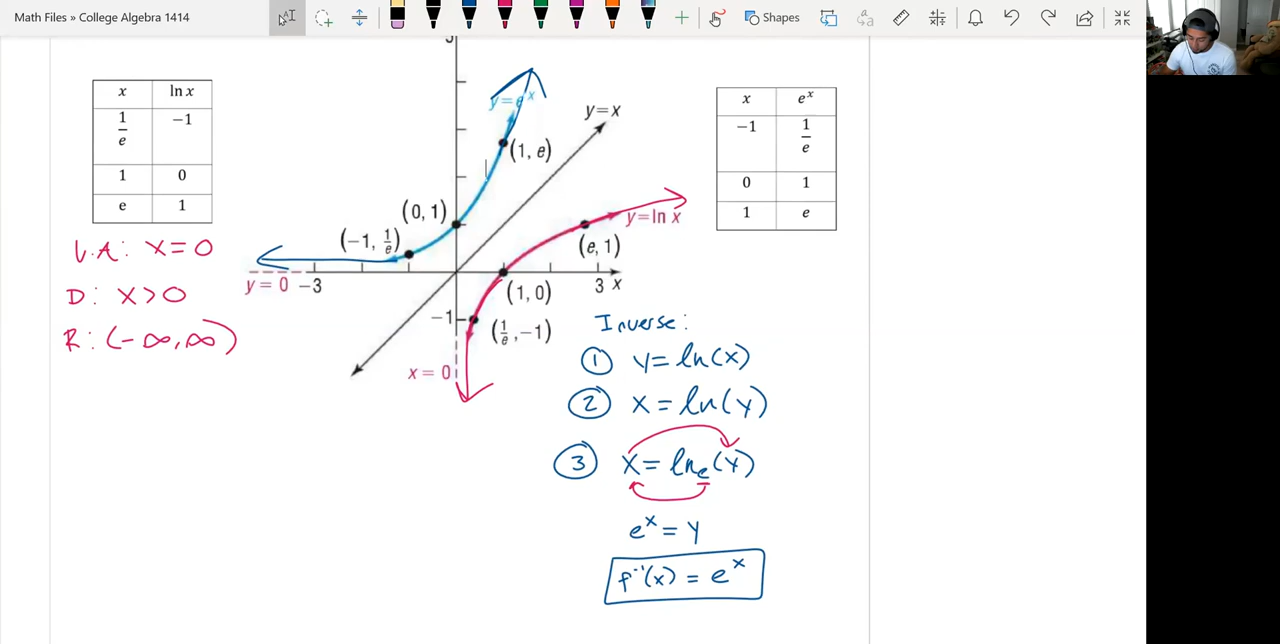 Math Files » College Algebra 1414
Shapes
x ln x
1/e −1
1 0
e 1
V.A: x=0
D: x>0
R: (-∞,∞)
y=e^x
y=x
(1, e)
(0, 1)
(−1, 1/e)
y=ln x
(e, 1)
y = 0 −3
(1, 0) 3 x
−1 (1/e, −1)
x = 0
x e^x
−1 1/e
0 1
1 e
Inverse:
① y=ln(x)
② x=ln(y)
③ x=ln_e(y)
e^x = y
f^-1(x) = e^x